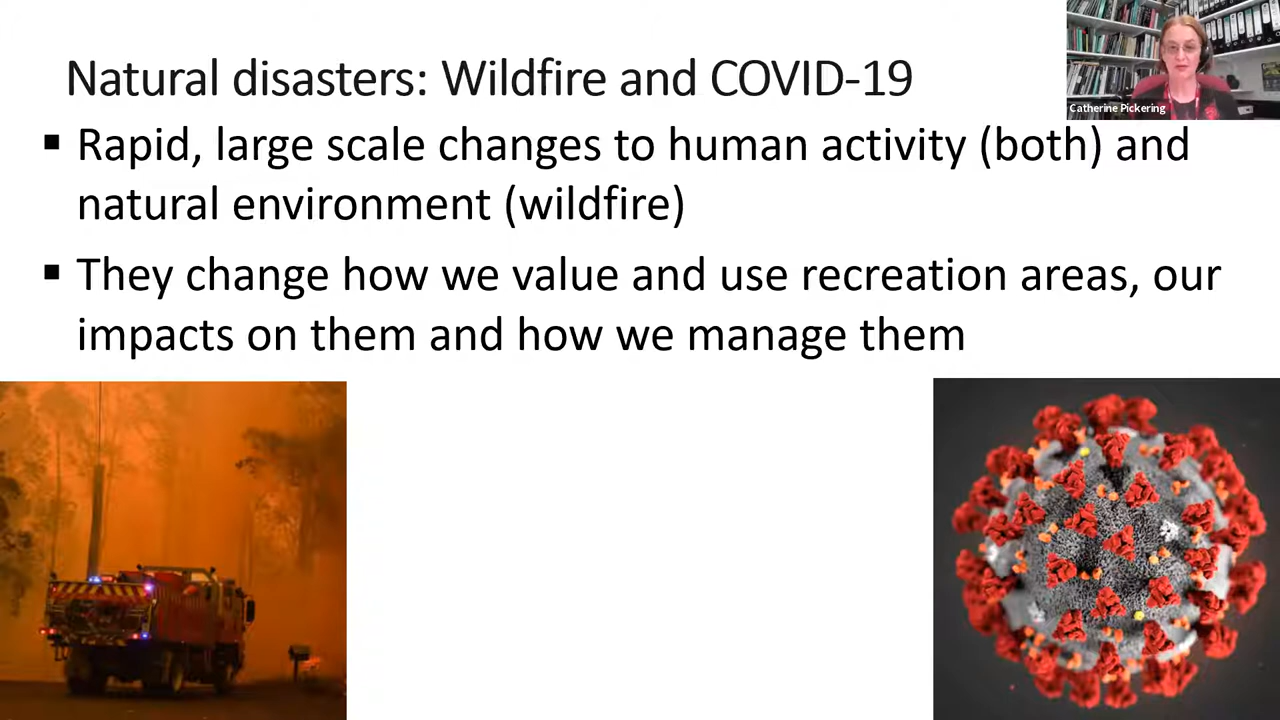 Natural disasters: Wildfire and COVID-19
Catherine Pickering
▪ Rapid, large scale changes to human activity (both) and
natural environment (wildfire)
▪ They change how we value and use recreation areas, our
impacts on them and how we manage them